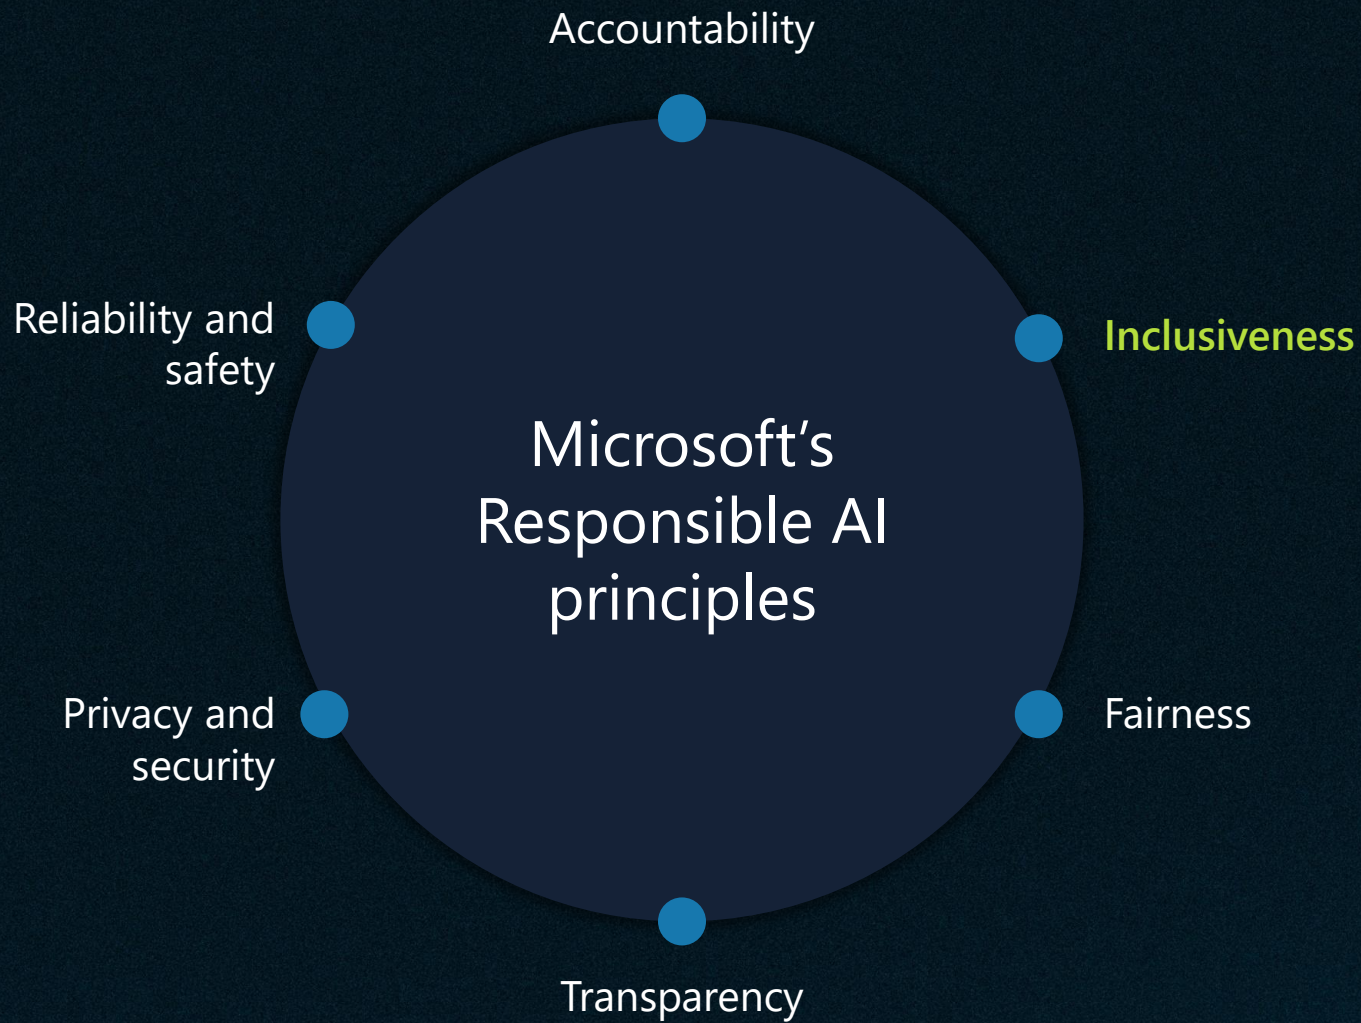 Accountability
Reliability and
safety
Inclusiveness
Microsoft’s
Responsible AI
principles
Privacy and
security
Fairness
Transparency